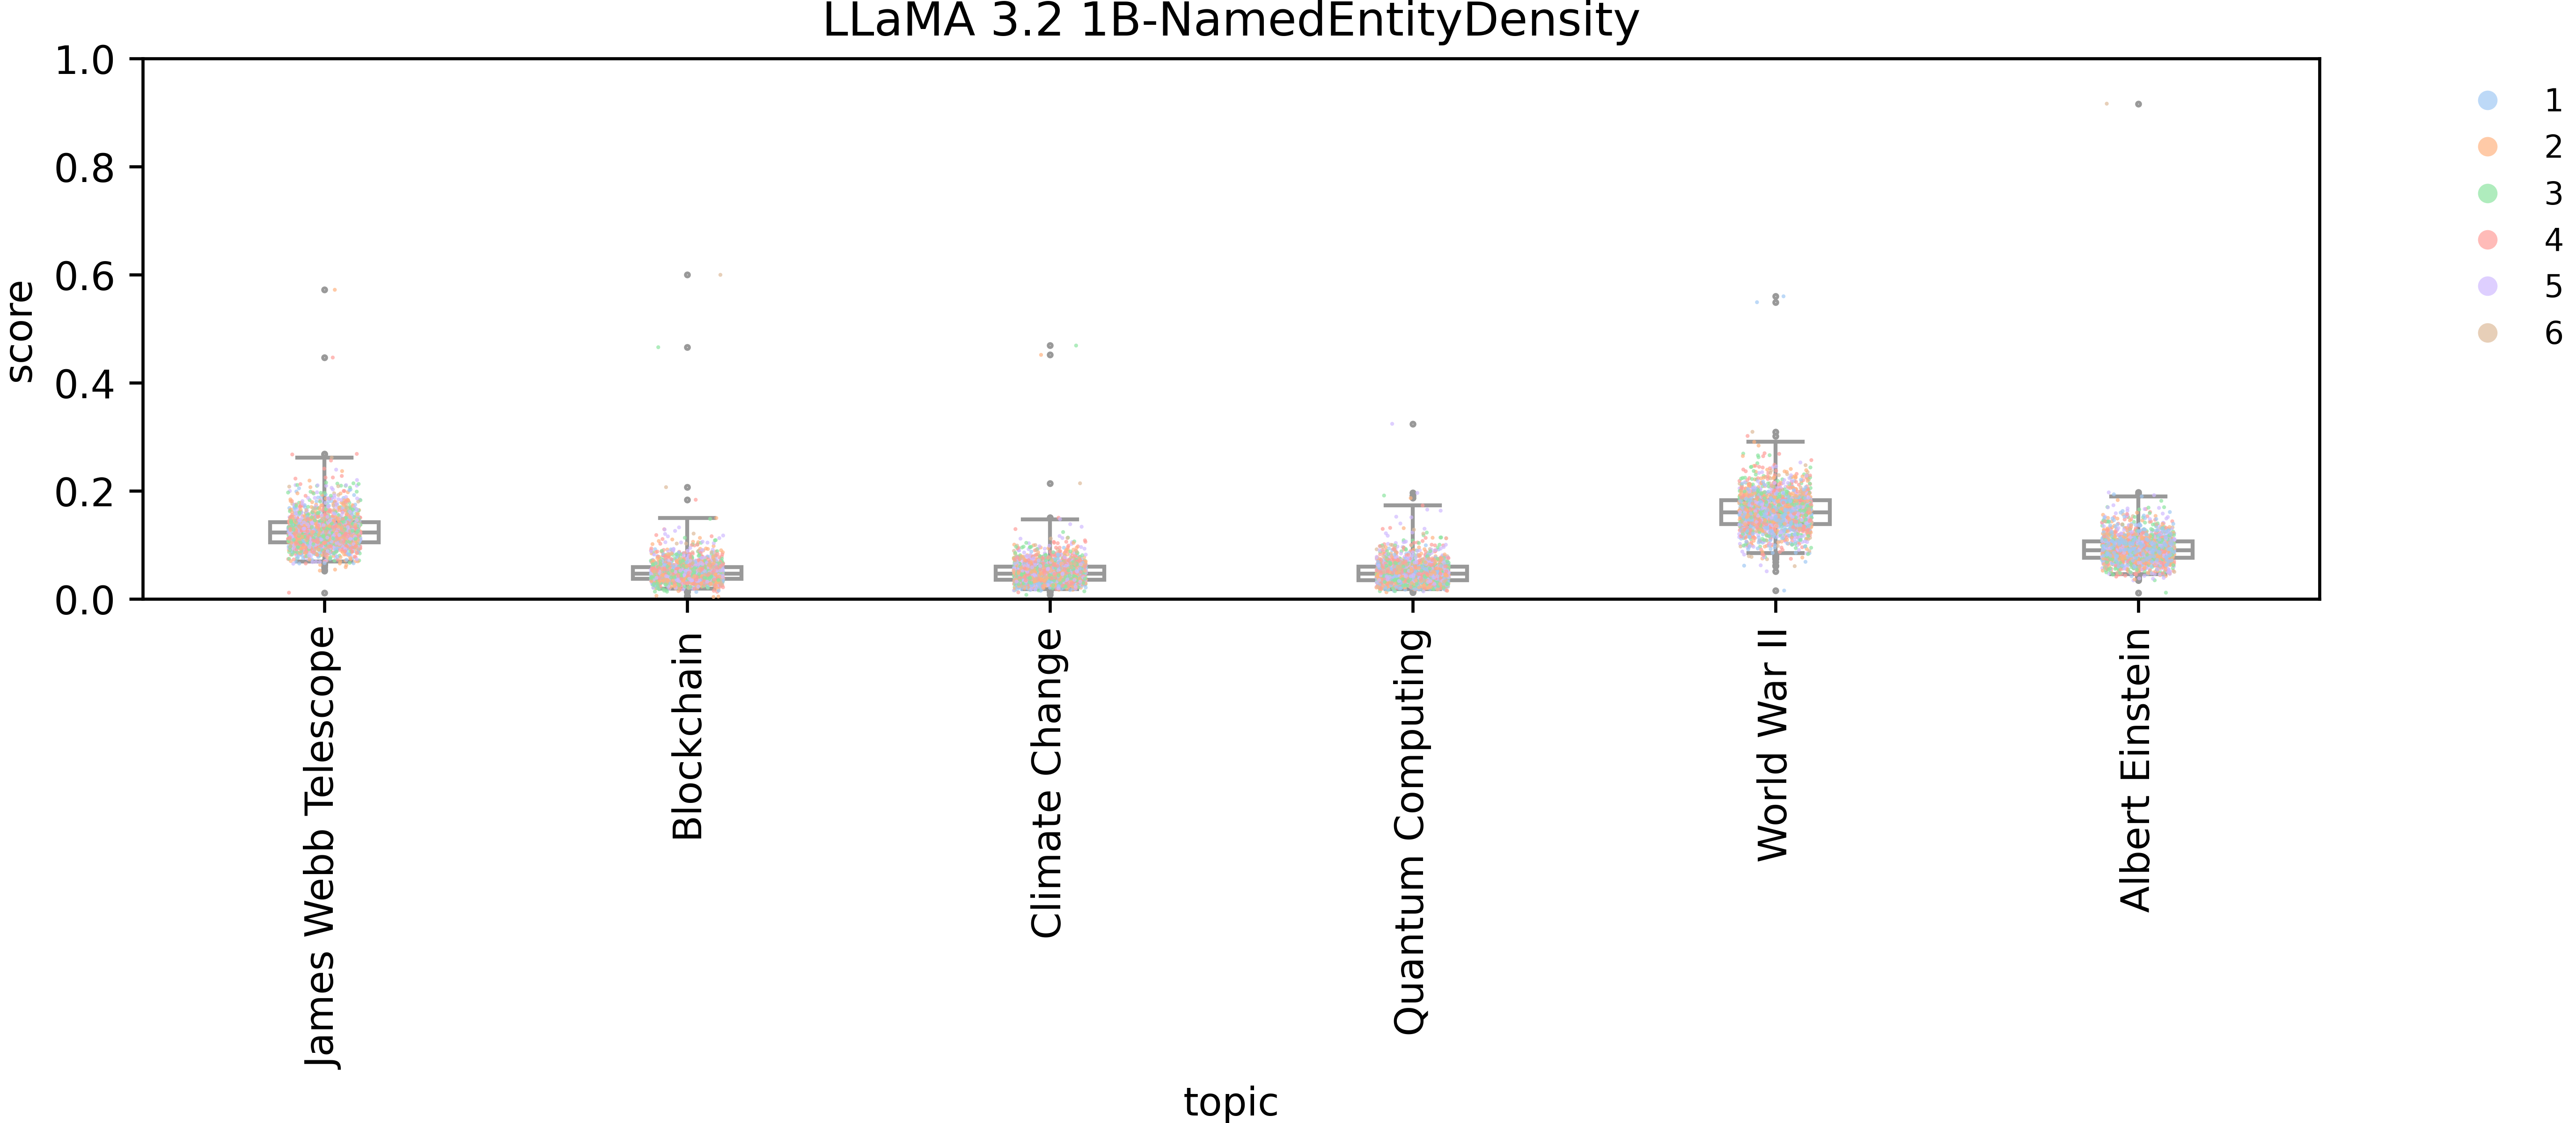 LLaMA 3.2 1B-NamedEntityDensity
1.0
0.8
0.6
0.4
0.2
0.0
score
1
2
3
4
5
6
James Webb Telescope
Blockchain
Climate Change
Quantum Computing
World War II
Albert Einstein
topic